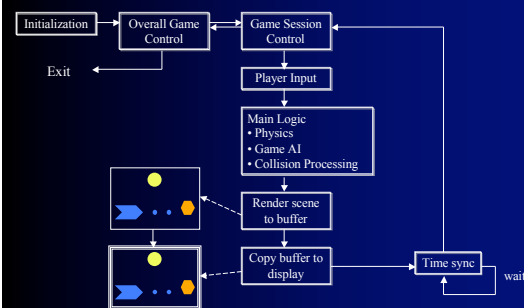 Initialization
Overall Game
Control
Game Session
Control
Exit
Player Input
Main Logic
• Physics
• Game AI
• Collision Processing
Render scene
to buffer
Copy buffer to
display
Time sync
wait